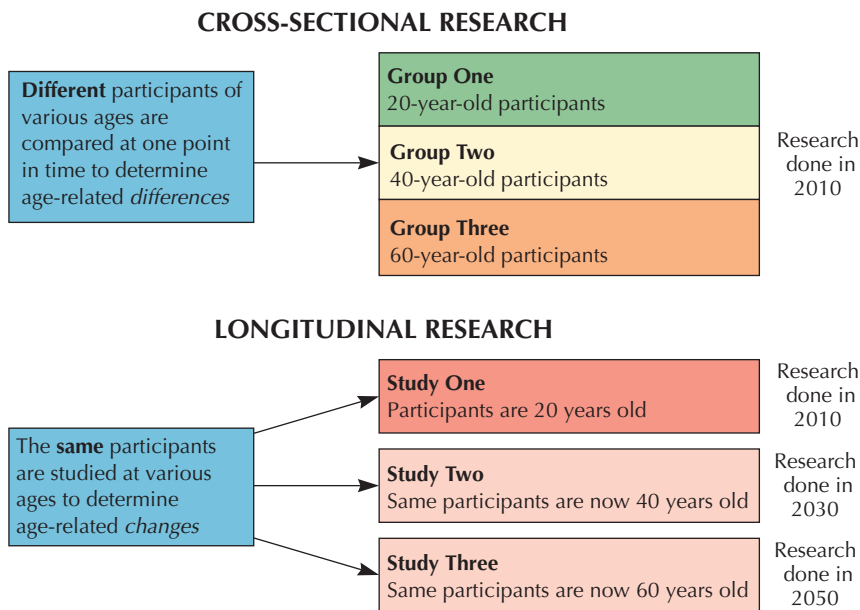 CROSS-SECTIONAL RESEARCH
Different participants of
various ages are
compared at one point
in time to determine
age-related differences
Group One
20-year-old participants
Group Two
40-year-old participants
Group Three
60-year-old participants
Research
done in
2010
LONGITUDINAL RESEARCH
The same participants
are studied at various
ages to determine
age-related changes
Study One
Participants are 20 years old
Research
done in
2010
Study Two
Same participants are now 40 years old
Research
done in
2030
Study Three
Same participants are now 60 years old
Research
done in
2050